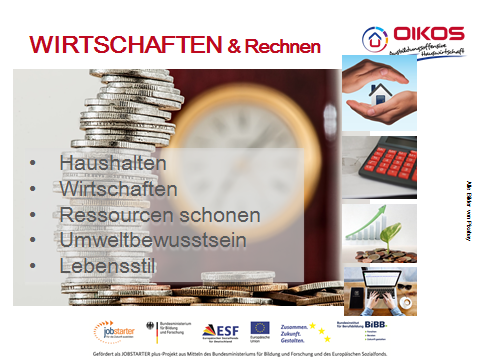 OIKOS
Ausbildungsoffensive
Hauswirtschaft
WIRTSCHAFTEN & Rechnen
• Haushalten
• Wirtschaften
• Ressourcen schonen
• Umweltbewusstsein
• Lebensstil
Alle Bilder von Pixabay
jobstarter
Bundesministerium
für Bildung
und Forschung
ESF
Europäischer Sozialfonds
für Deutschland
Europäische
Union
Zusammen.
Zukunft.
Gestalten.
Bundesinstitut
für Berufsbildung
BiBB
Gefördert als JOBSTARTER plus-Projekt aus Mitteln des Bundesministeriums für Bildung und Forschung und des Europäischen Sozialfonds.